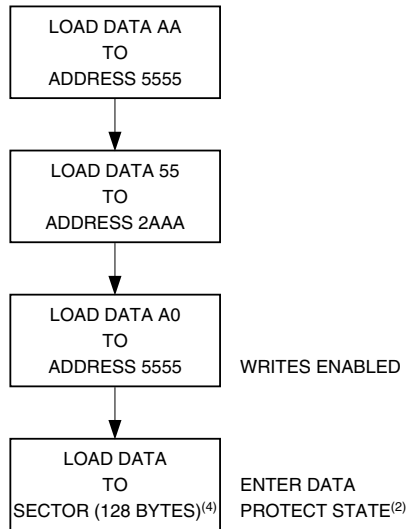 LOAD DATA AA
TO
ADDRESS 5555
LOAD DATA 55
TO
ADDRESS 2AAA
LOAD DATA A0
TO
ADDRESS 5555
WRITES ENABLED
LOAD DATA
TO
SECTOR (128 BYTES)(4)
ENTER DATA
PROTECT STATE(2)